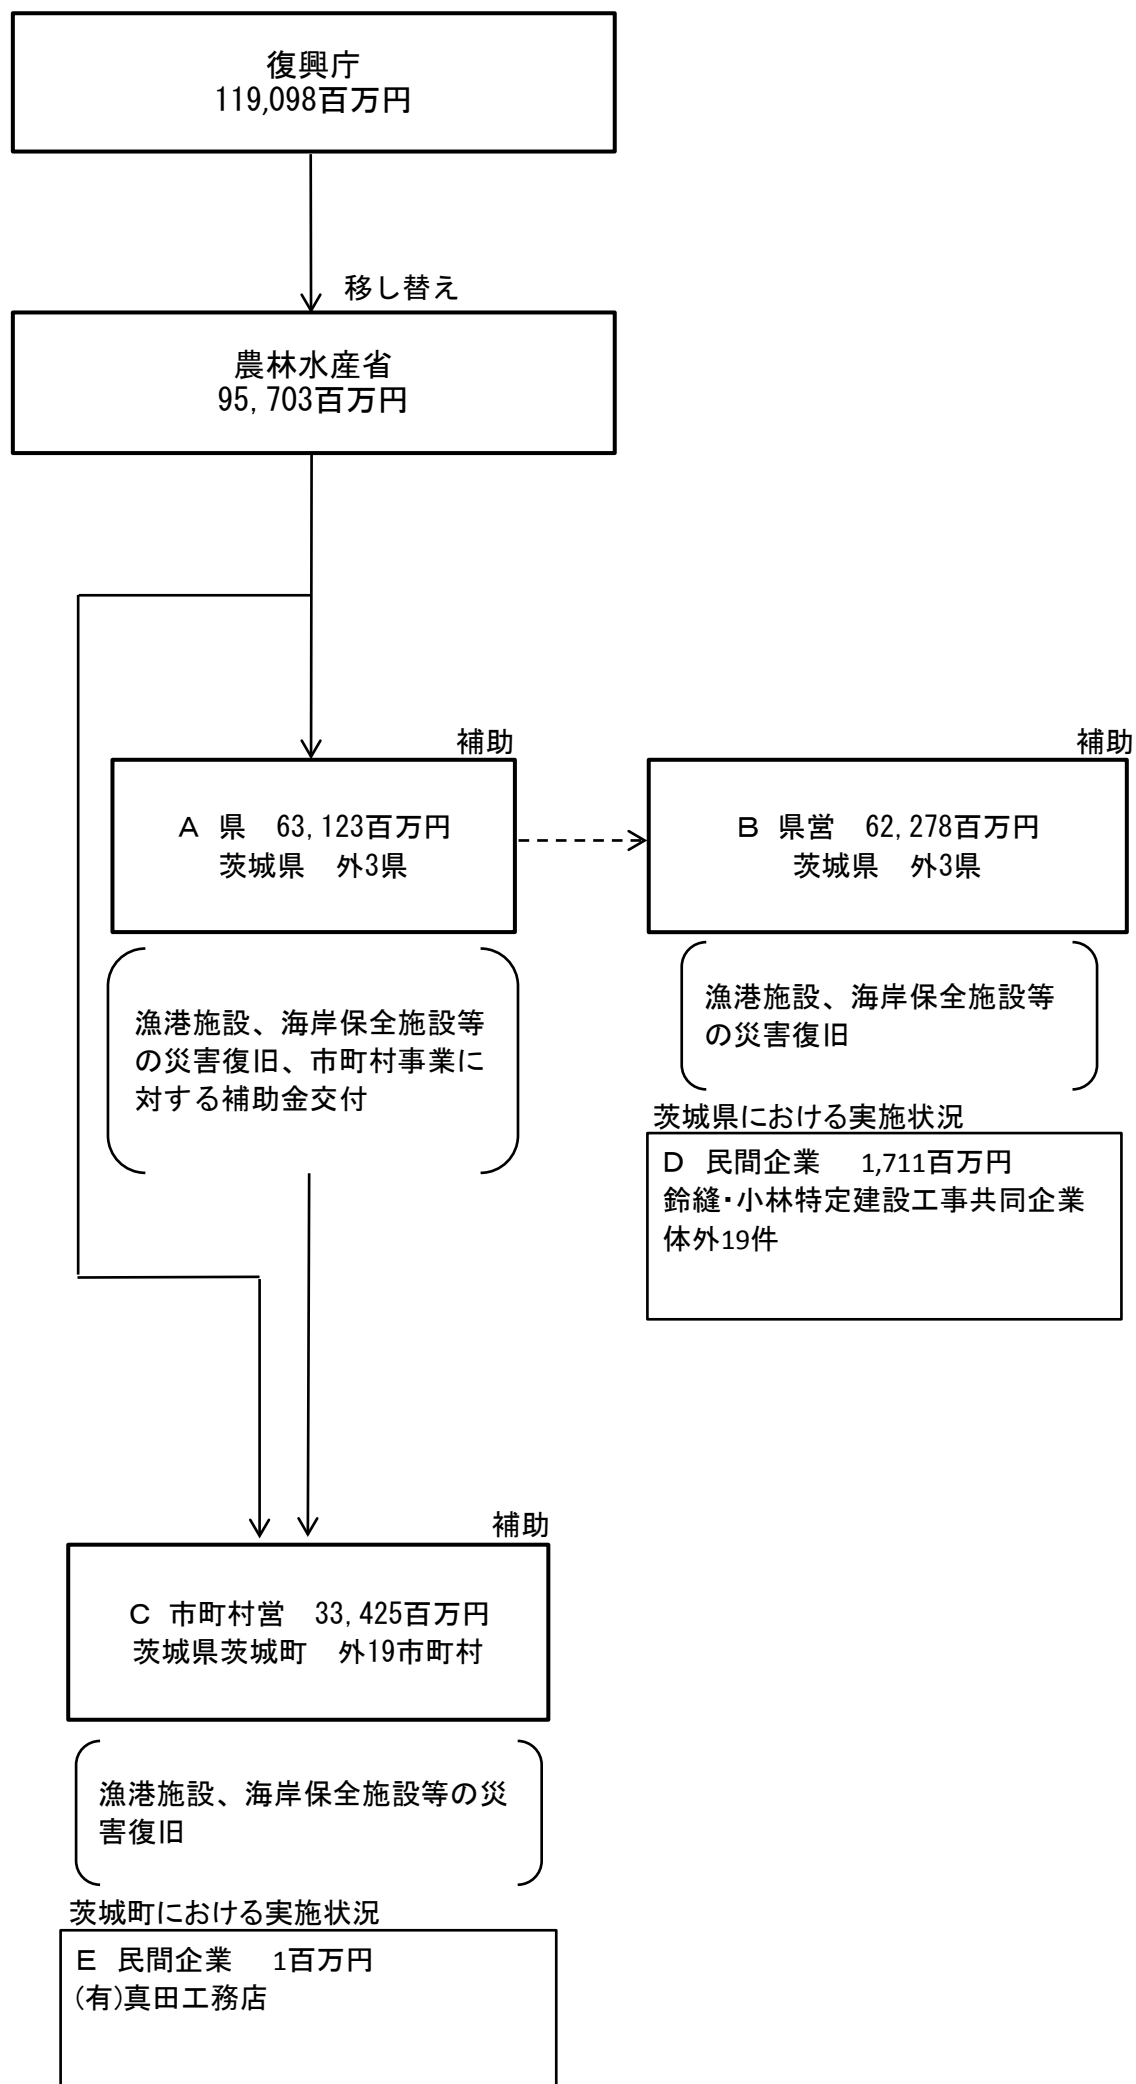 復興庁
119,098百万円
移し替え
農林水産省
95,703百万円
補助
A 県 63,123百万円
茨城県 外3県
補助
B 県営 62,278百万円
茨城県 外3県
漁港施設、海岸保全施設等
の災害復旧、市町村事業に
対する補助金交付
漁港施設、海岸保全施設等
の災害復旧
茨城県における実施状況
D 民間企業 1,711百万円
鈴縫・小林特定建設工事共同企業
体外19件
補助
C 市町村営 33,425百万円
茨城県茨城町 外19市町村
漁港施設、海岸保全施設等の災
害復旧
茨城町における実施状況
E 民間企業 1百万円
(有)真田工務店